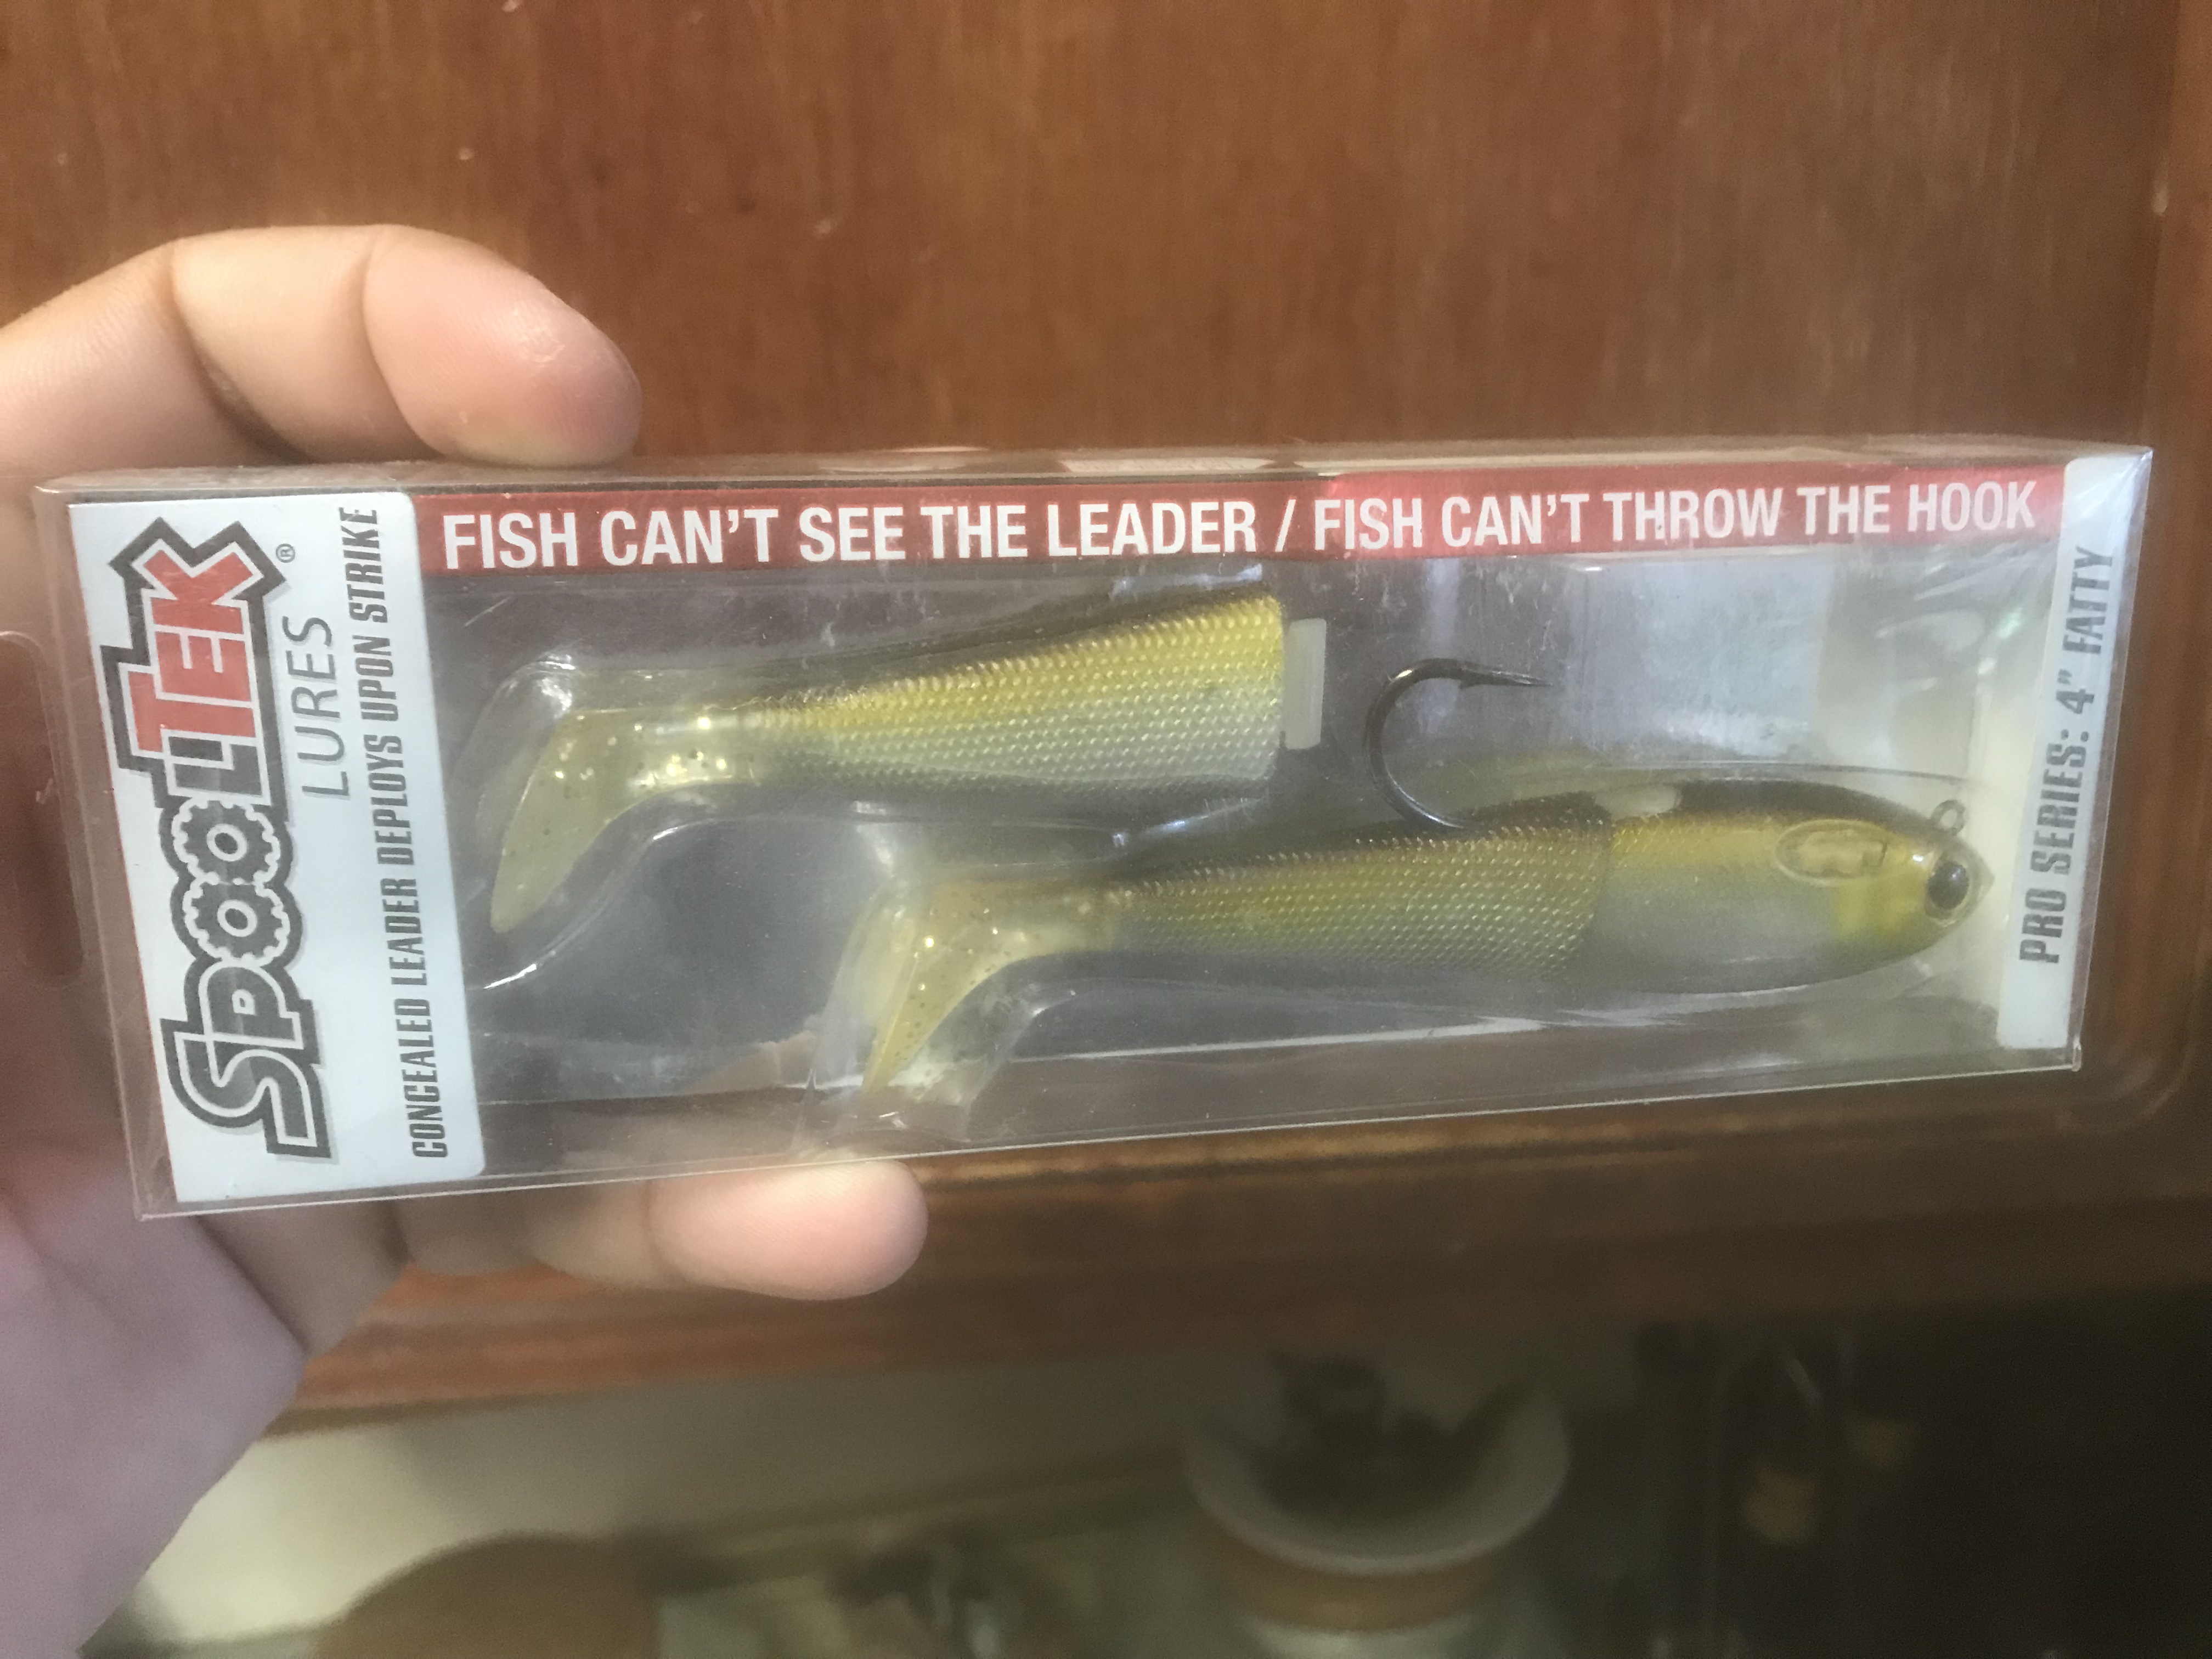 FISH CAN'T SEE THE LEADER / FISH CAN'T THROW THE HOOK
SPOOLTEK®
LURES
CONCEALED LEADER DEPLOYS UPON STRIKE
PRO SERIES: 4" FATTY